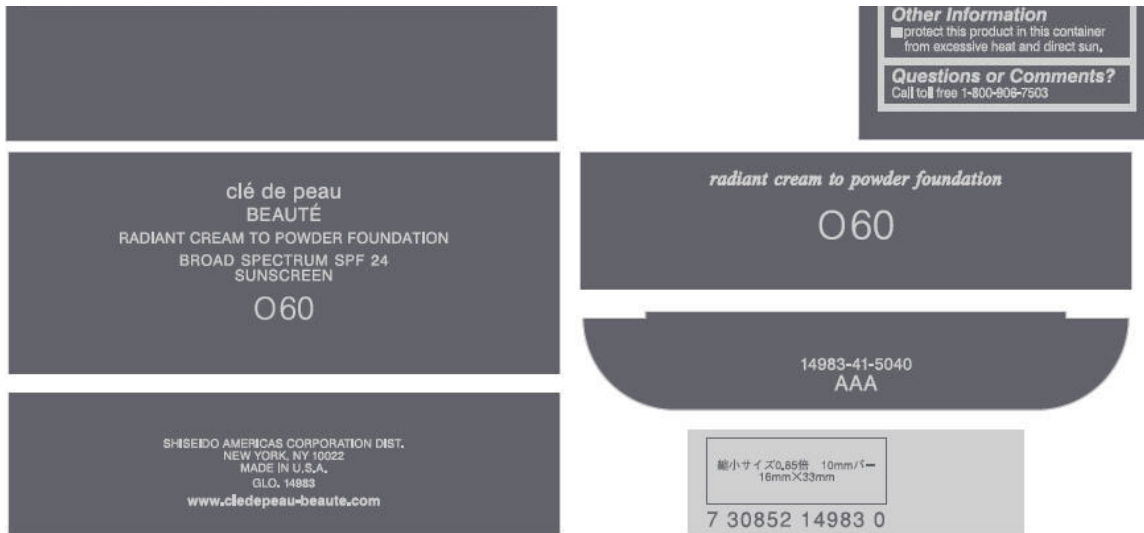 Other Information
■ protect this product in this container
from excessive heat and direct sun.
Questions or Comments?
Call toll free 1-800-906-7503
clé de peau
BEAUTÉ
RADIANT CREAM TO POWDER FOUNDATION
BROAD SPECTRUM SPF 24
SUNSCREEN
O60
radiant cream to powder foundation
O60
14983-41-5040
AAA
SHISEIDO AMERICAS CORPORATION DIST.
NEW YORK, NY 10022
MADE IN U.S.A.
GLO. 14983
www.cledepeau-beaute.com
縮小サイズ0.85倍 10mmバー
16mm×33mm
7 30852 14983 0